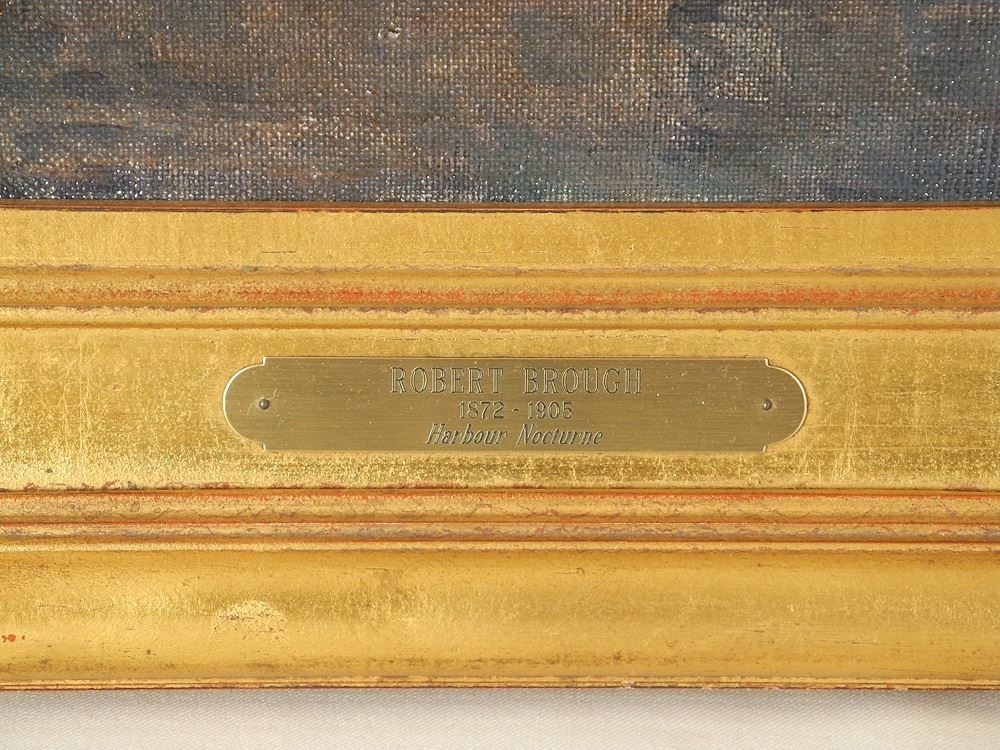 ROBERT BROUGH
1872 - 1905
Harbour Nocturne